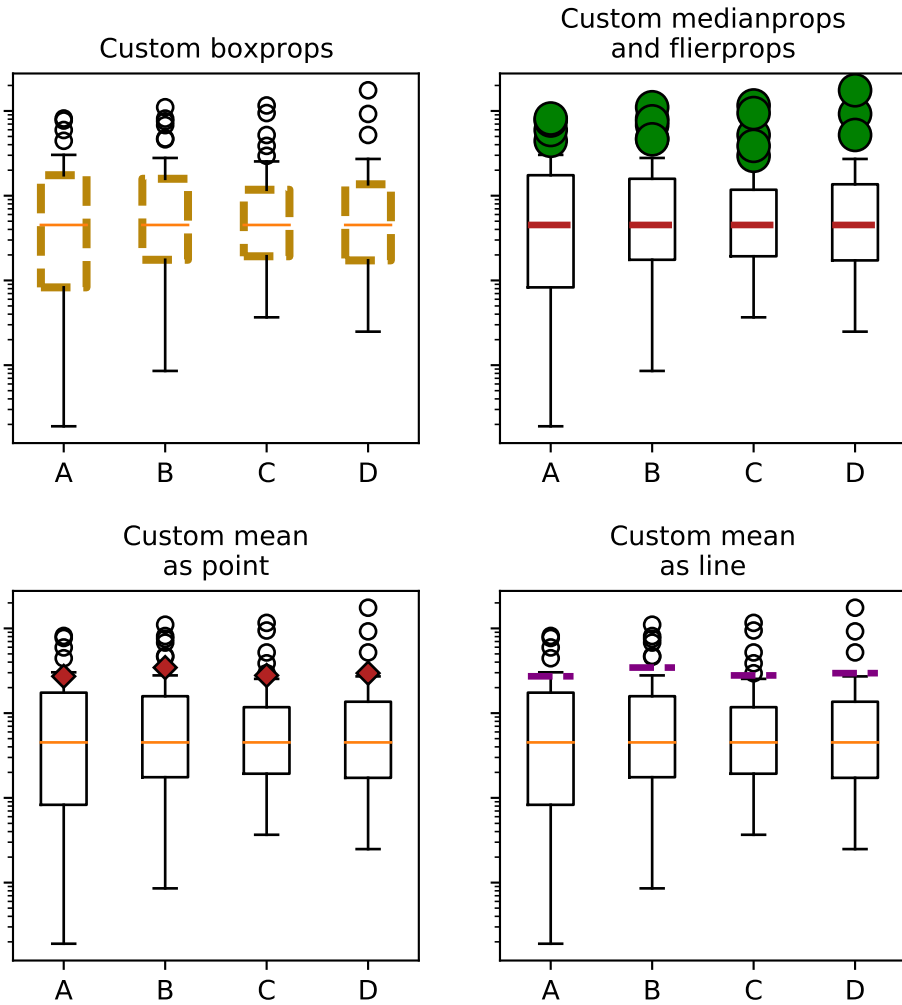 Custom boxprops
Custom medianprops
and flierprops
A B C D
A B C D
Custom mean
as point
Custom mean
as line
A B C D
A B C D